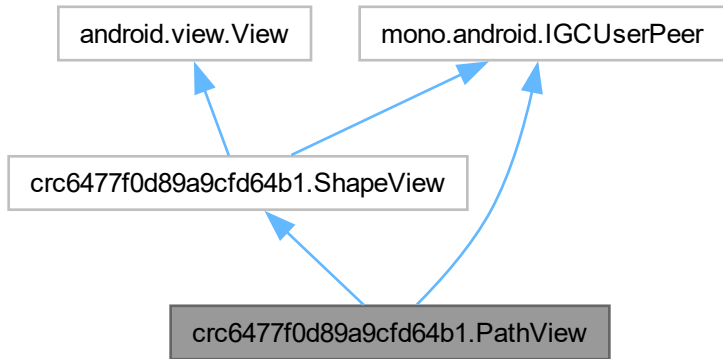 android.view.View
mono.android.IGCUserPeer
crc6477f0d89a9cfd64b1.ShapeView
crc6477f0d89a9cfd64b1.PathView